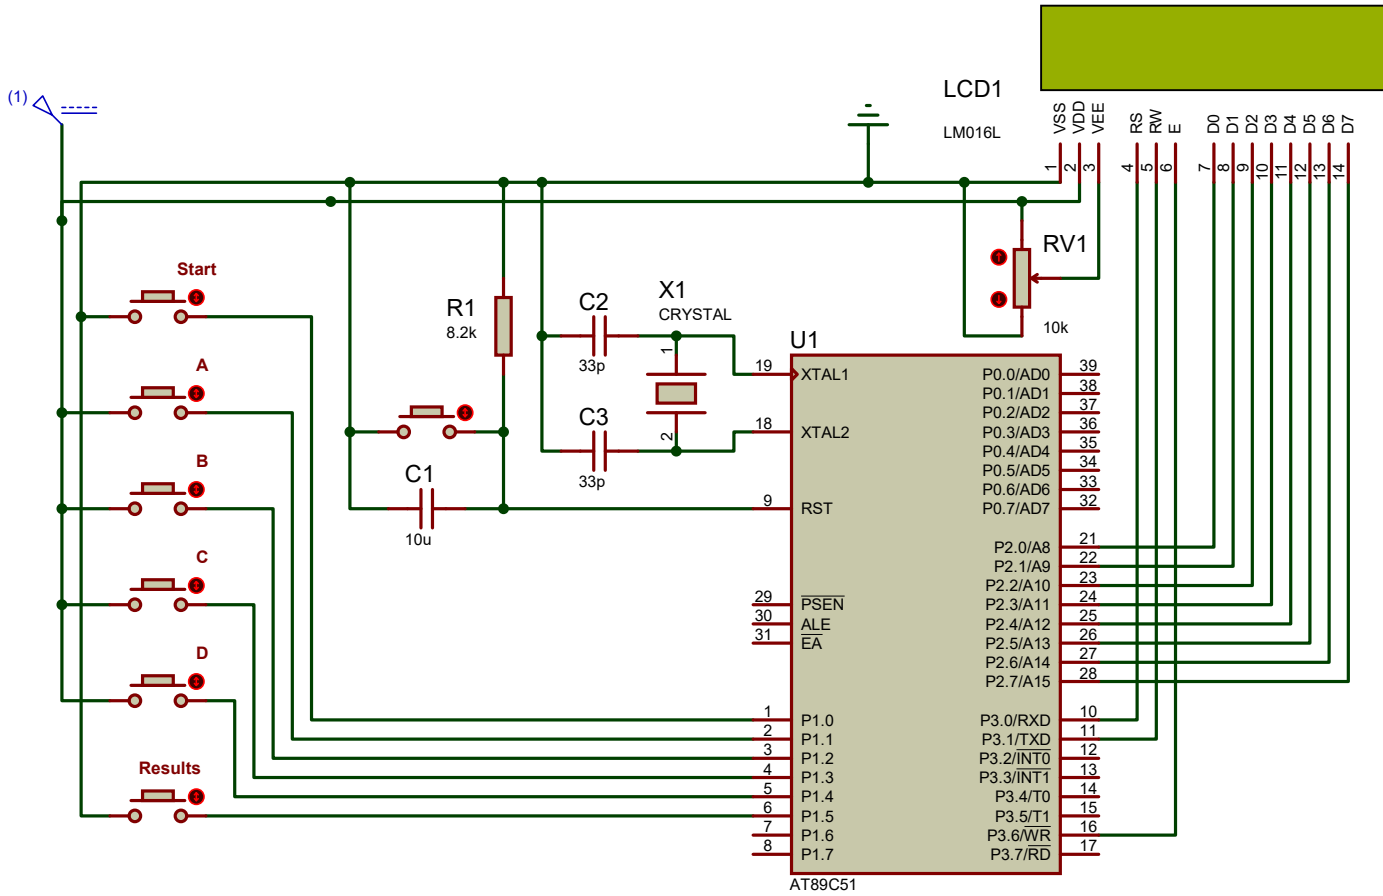 (1)
LCD1
LM016L
VSS
VDD
VEE
RS
RW
E
D0
D1
D2
D3
D4
D5
D6
D7
1
2
3
4
5
6
7
8
9
10
11
12
13
14
RV1
10k
Start
A
B
C
D
Results
R1
8.2k
C1
10u
C2
33p
C3
33p
X1
CRYSTAL
1
2
U1
19 XTAL1
18 XTAL2
9 RST
29 PSEN
30 ALE
31 EA
1 P1.0
2 P1.1
3 P1.2
4 P1.3
5 P1.4
6 P1.5
7 P1.6
8 P1.7
P0.0/AD0 39
P0.1/AD1 38
P0.2/AD2 37
P0.3/AD3 36
P0.4/AD4 35
P0.5/AD5 34
P0.6/AD6 33
P0.7/AD7 32
P2.0/A8 21
P2.1/A9 22
P2.2/A10 23
P2.3/A11 24
P2.4/A12 25
P2.5/A13 26
P2.6/A14 27
P2.7/A15 28
P3.0/RXD 10
P3.1/TXD 11
P3.2/INT0 12
P3.3/INT1 13
P3.4/T0 14
P3.5/T1 15
P3.6/WR 16
P3.7/RD 17
AT89C51